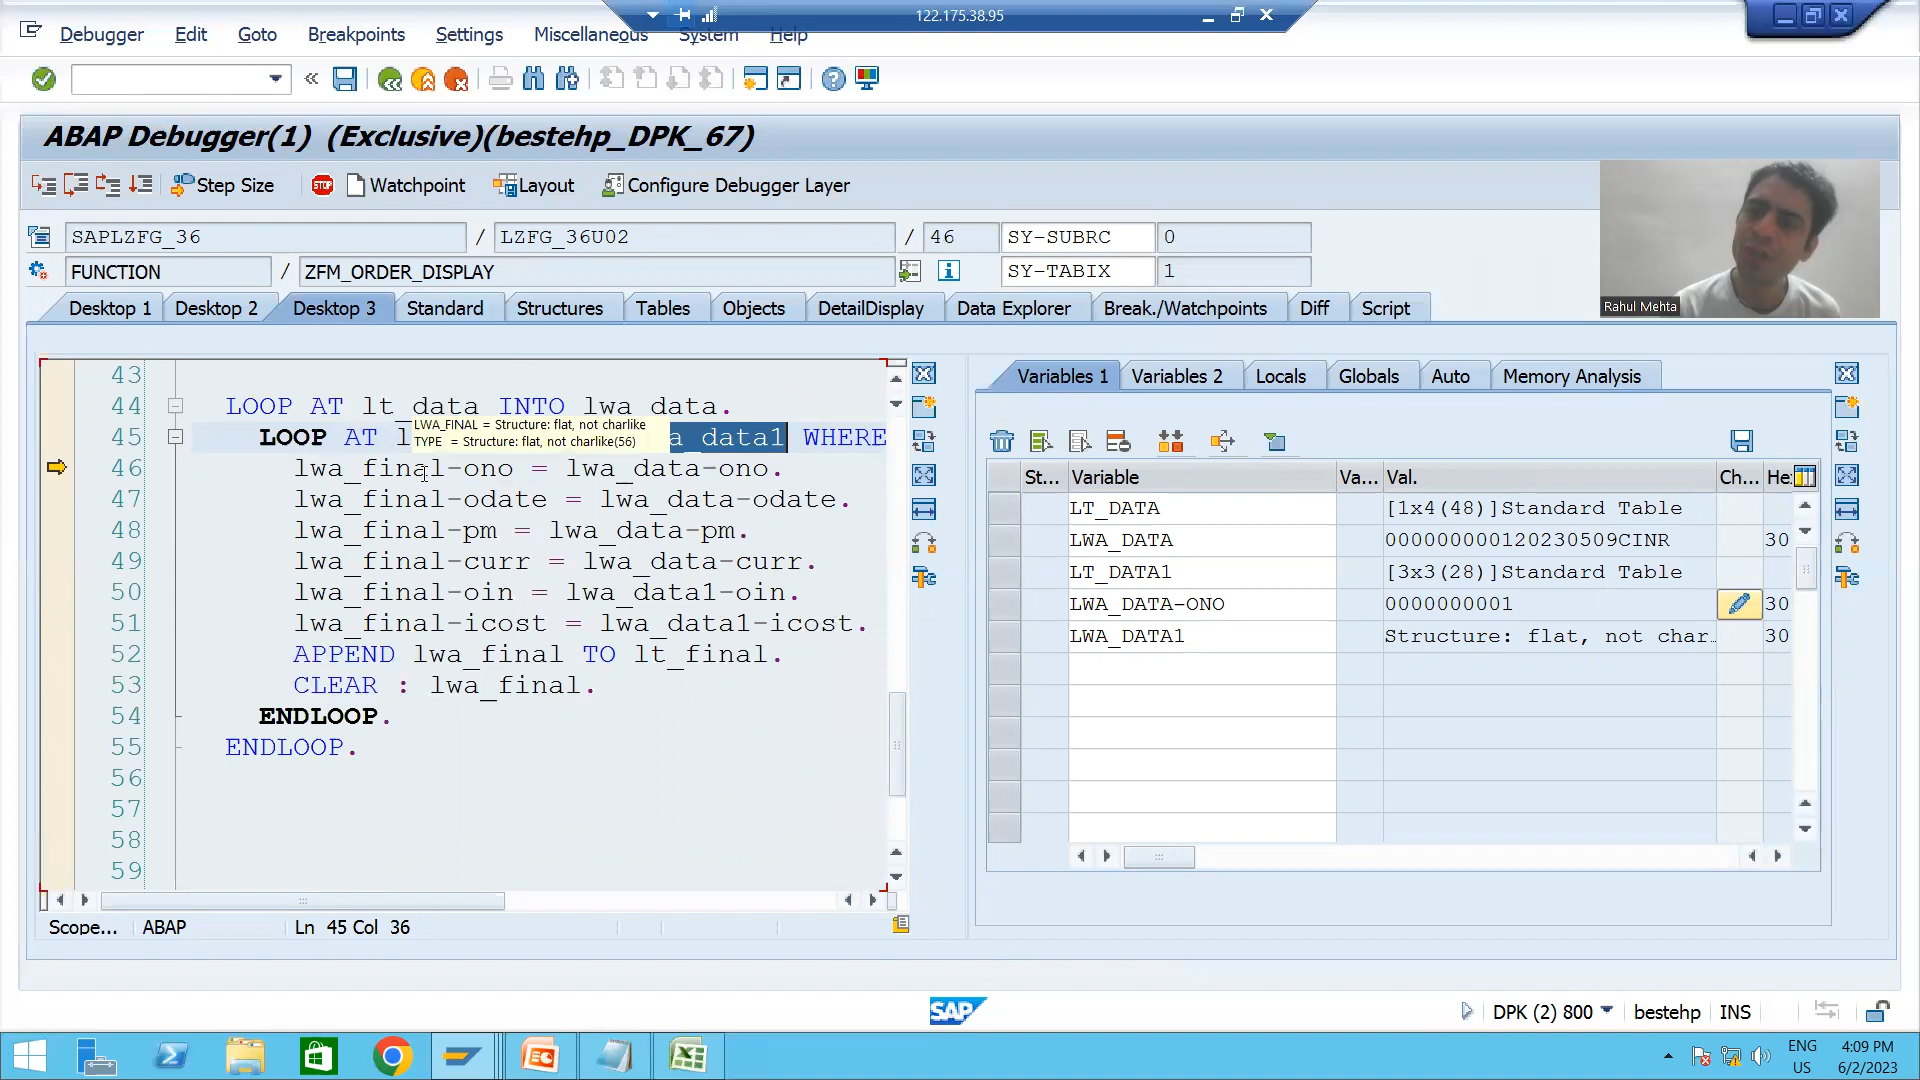 122.175.38.95
Debugger Edit Goto Breakpoints Settings Miscellaneous System Help
ABAP Debugger(1) (Exclusive)(bestehp_DPK_67)
Step Size STOP Watchpoint Layout Configure Debugger Layer
SAPLZFG_36 / LZFG_36U02 / 46 SY-SUBRC 0
FUNCTION / ZFM_ORDER_DISPLAY SY-TABIX 1
Rahul Mehta
Desktop 1 Desktop 2 Desktop 3 Standard Structures Tables Objects DetailDisplay Data Explorer Break./Watchpoints Diff Script
43
44 LOOP AT lt_data INTO lwa_data.
45 LOOP AT l a_data1 WHERE
LWA_FINAL = Structure: flat, not charlike
TYPE = Structure: flat, not charlike(56)
46 lwa_final-ono = lwa_data-ono.
47 lwa_final-odate = lwa_data-odate.
48 lwa_final-pm = lwa_data-pm.
49 lwa_final-curr = lwa_data-curr.
50 lwa_final-oin = lwa_data1-oin.
51 lwa_final-icost = lwa_data1-icost.
52 APPEND lwa_final TO lt_final.
53 CLEAR : lwa_final.
54 ENDLOOP.
55 ENDLOOP.
56
57
58
59
Scope... ABAP Ln 45 Col 36
Variables 1 Variables 2 Locals Globals Auto Memory Analysis
St... Variable Va... Val. Ch... Hex
LT_DATA [1x4(48)]Standard Table
LWA_DATA 000000000120230509CINR 30
LT_DATA1 [3x3(28)]Standard Table
LWA_DATA-ONO 0000000001 30
LWA_DATA1 Structure: flat, not char... 30
SAP
DPK (2) 800 bestehp INS
ENG
US
4:09 PM
6/2/2023